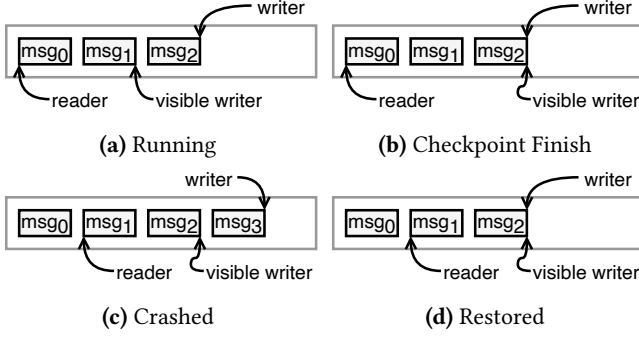 writer
msg0 msg1 msg2
reader visible writer
(a) Running
writer
msg0 msg1 msg2
reader visible writer
(b) Checkpoint Finish
writer
msg0 msg1 msg2 msg3
reader visible writer
(c) Crashed
writer
msg0 msg1 msg2
reader visible writer
(d) Restored